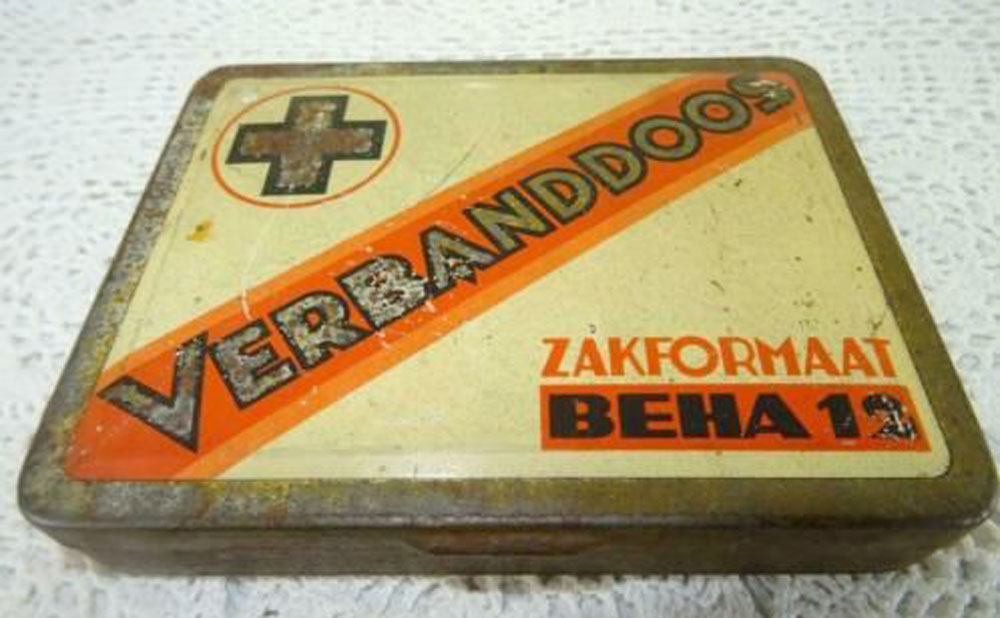 VERBANDDOOS
ZAKFORMAAT
BEHA 12